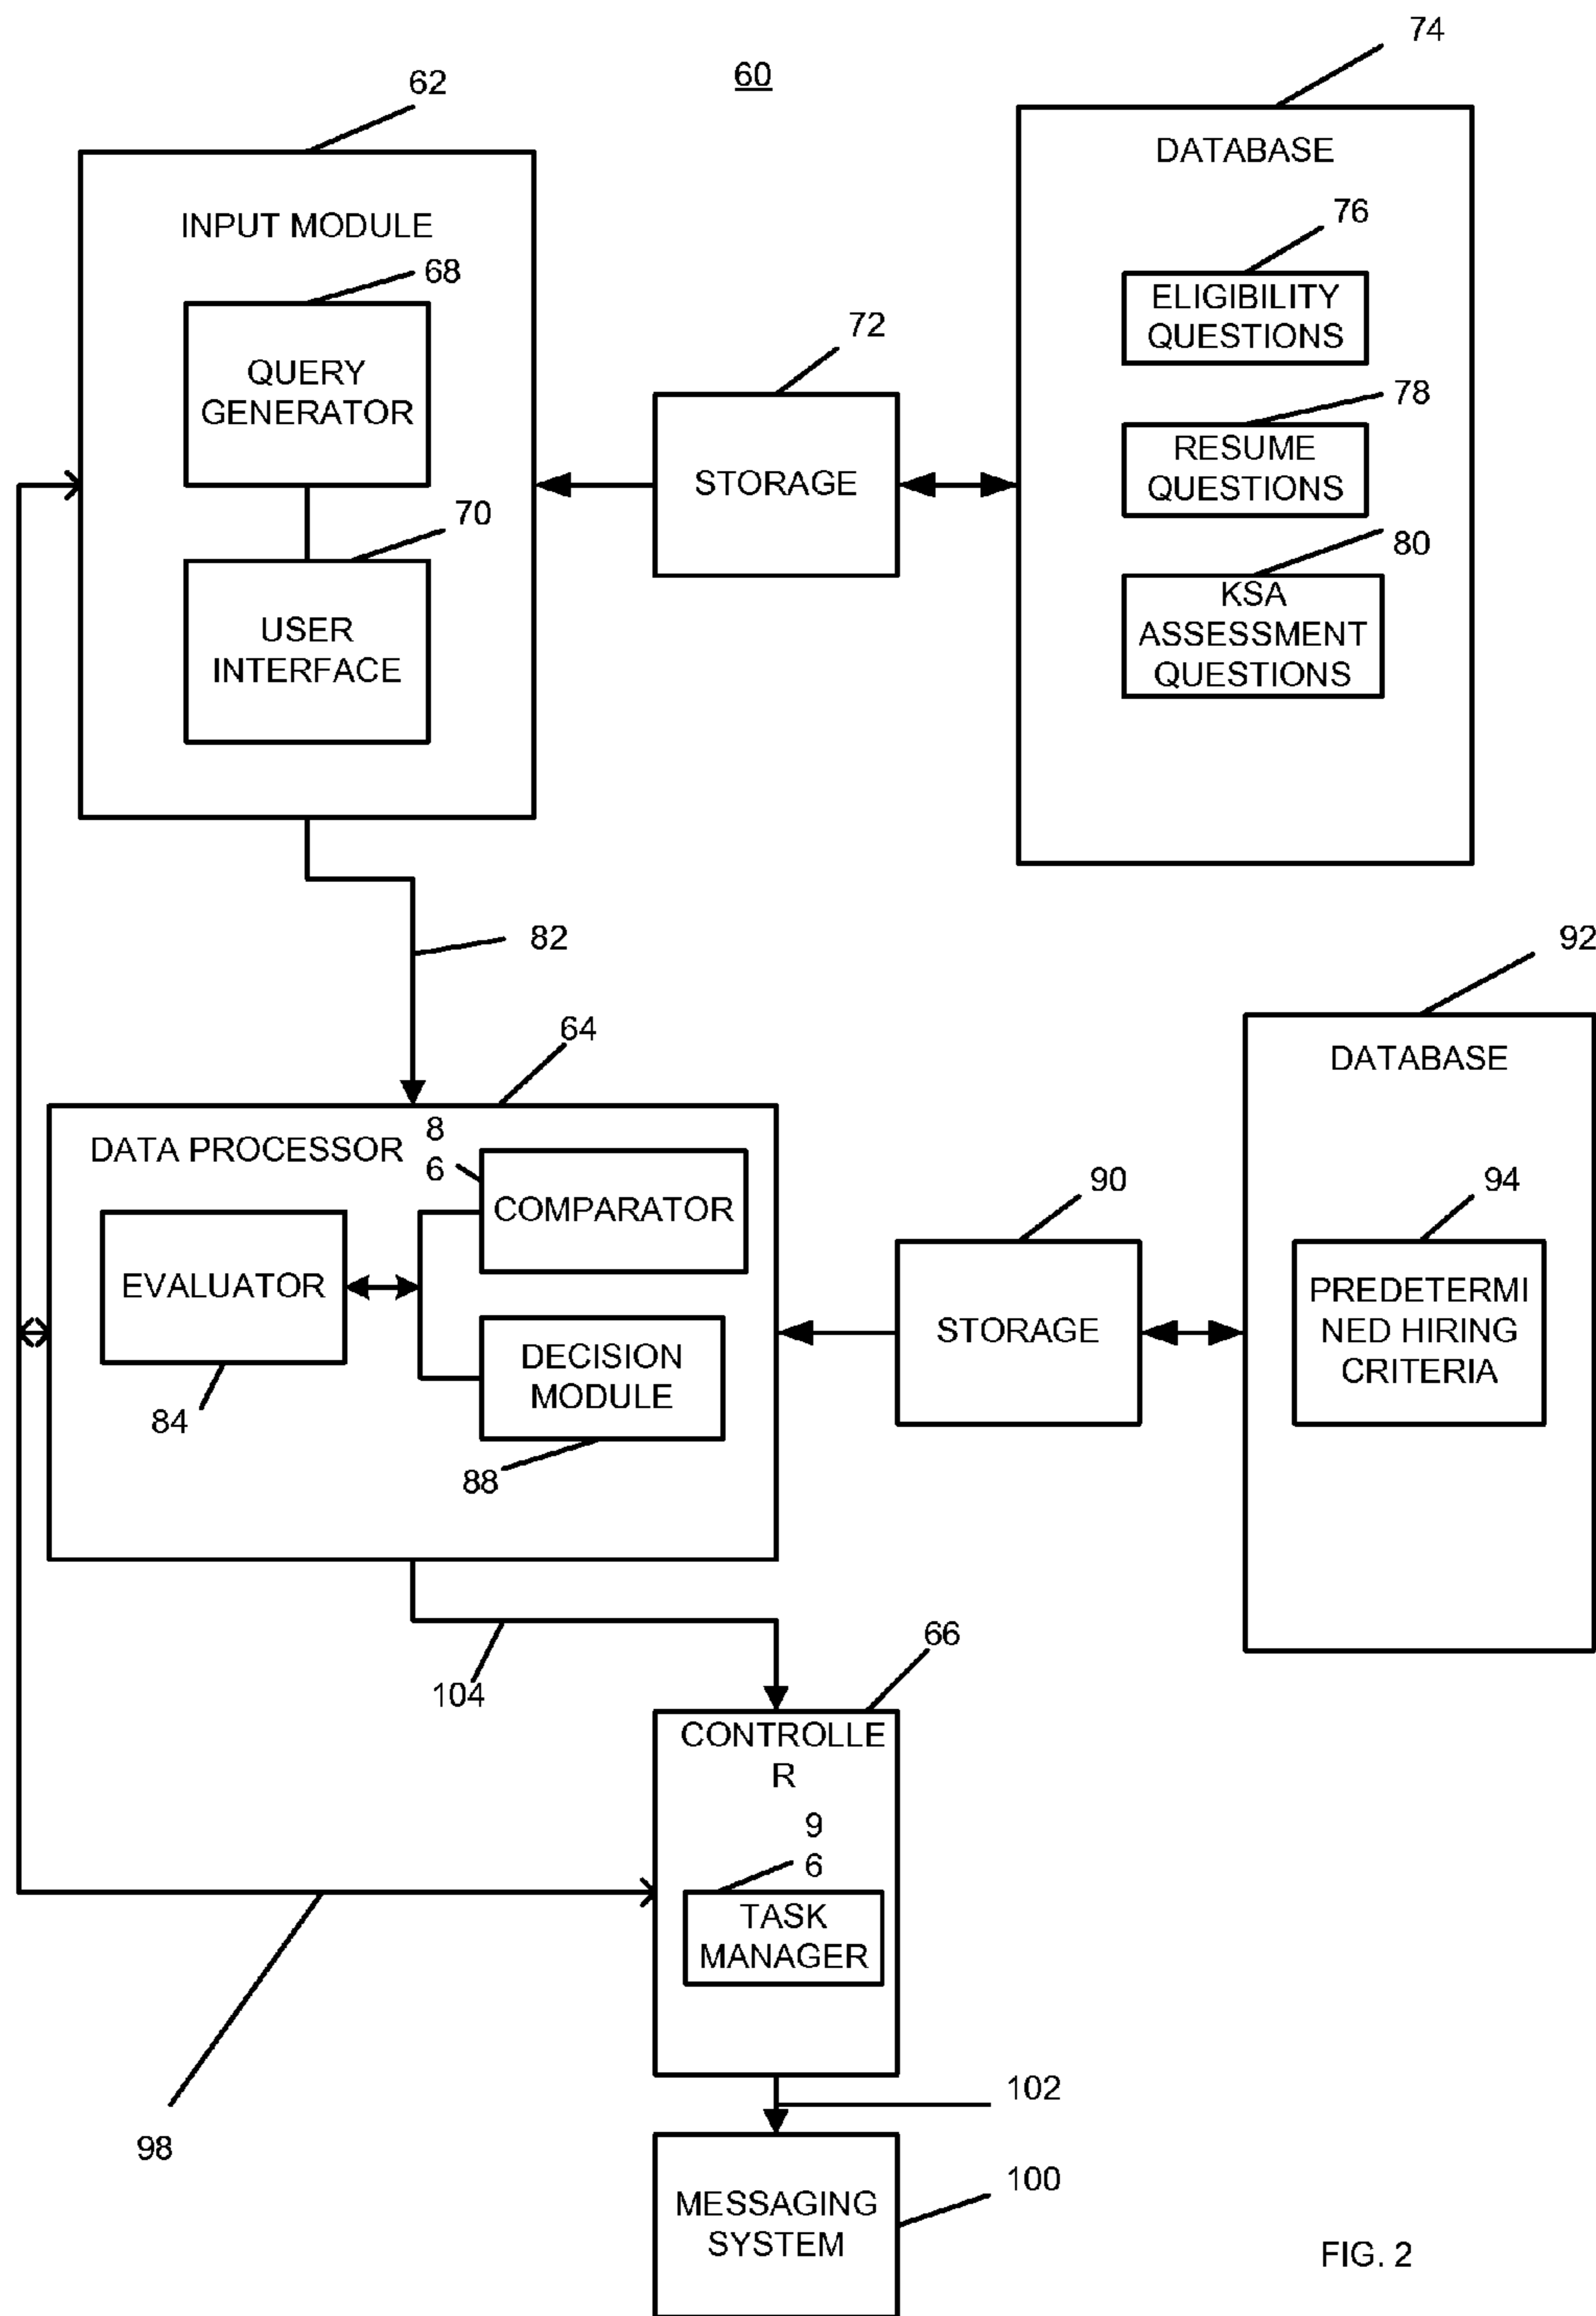 74
60
62
DATABASE
INPUT MODULE
76
68
ELIGIBILITY
QUESTIONS
72
QUERY
GENERATOR
78
RESUME
QUESTIONS
STORAGE
70
80
KSA
ASSESSMENT
QUESTIONS
USER
INTERFACE
82
92
64
DATABASE
DATA PROCESSOR
8
6
COMPARATOR
90
94
EVALUATOR
PREDETERMI
NED HIRING
CRITERIA
STORAGE
DECISION
MODULE
84
88
66
104
CONTROLLE
R
9
6
TASK
MANAGER
102
98
100
MESSAGING
SYSTEM
FIG. 2